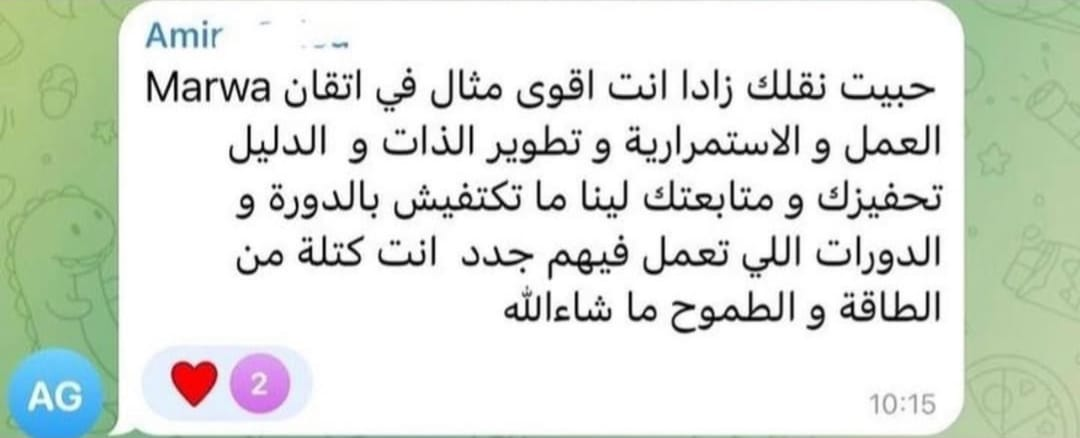 Amir
حبيت نقلك زادا انت اقوى مثال في اتقان Marwa
العمل و الاستمرارية و تطوير الذات و الدليل
تحفيزك و متابعتك لينا ما تكتفيش بالدورة و
الدورات اللي تعمل فيهم جدد انت كتلة من
الطاقة و الطموح ما شاءالله
2
10:15
AG